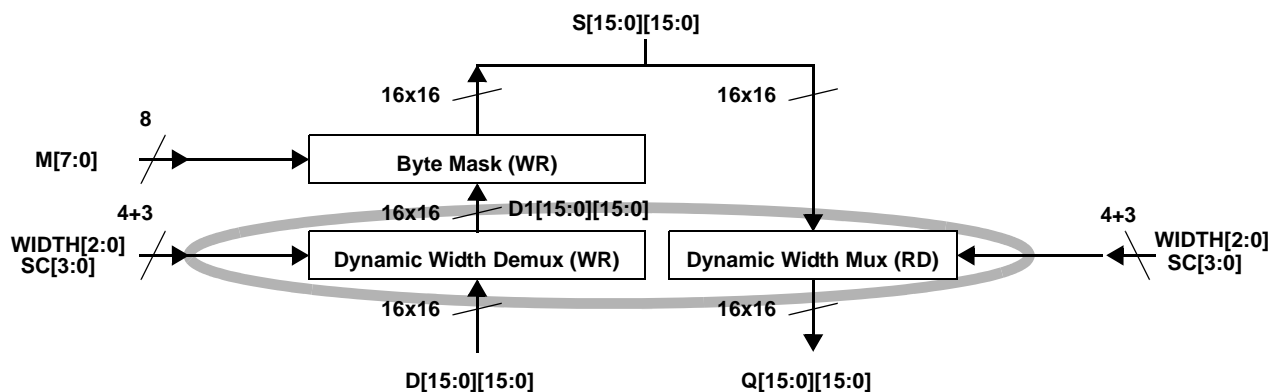 S[15:0][15:0]
16x16
16x16
8
M[7:0]
Byte Mask (WR)
16x16
D1[15:0][15:0]
4+3
4+3
WIDTH[2:0]
SC[3:0]
Dynamic Width Demux (WR)
Dynamic Width Mux (RD)
WIDTH[2:0]
SC[3:0]
16x16
16x16
D[15:0][15:0]
Q[15:0][15:0]